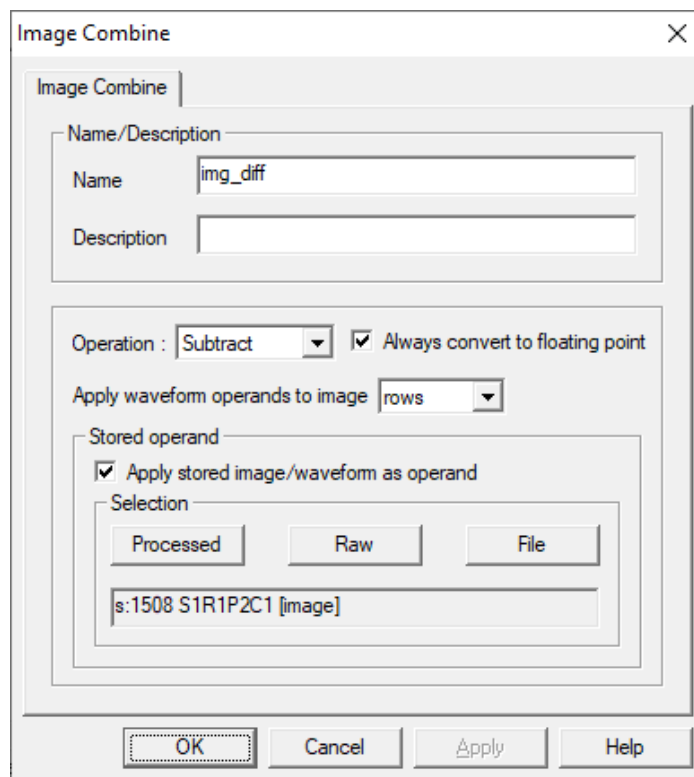 Image Combine
Image Combine
Name/Description
Name img_diff
Description
Operation : Subtract Always convert to floating point
Apply waveform operands to image rows
Stored operand
Apply stored image/waveform as operand
Selection
Processed Raw File
s:1508 S1R1P2C1 [image]
OK Cancel Apply Help